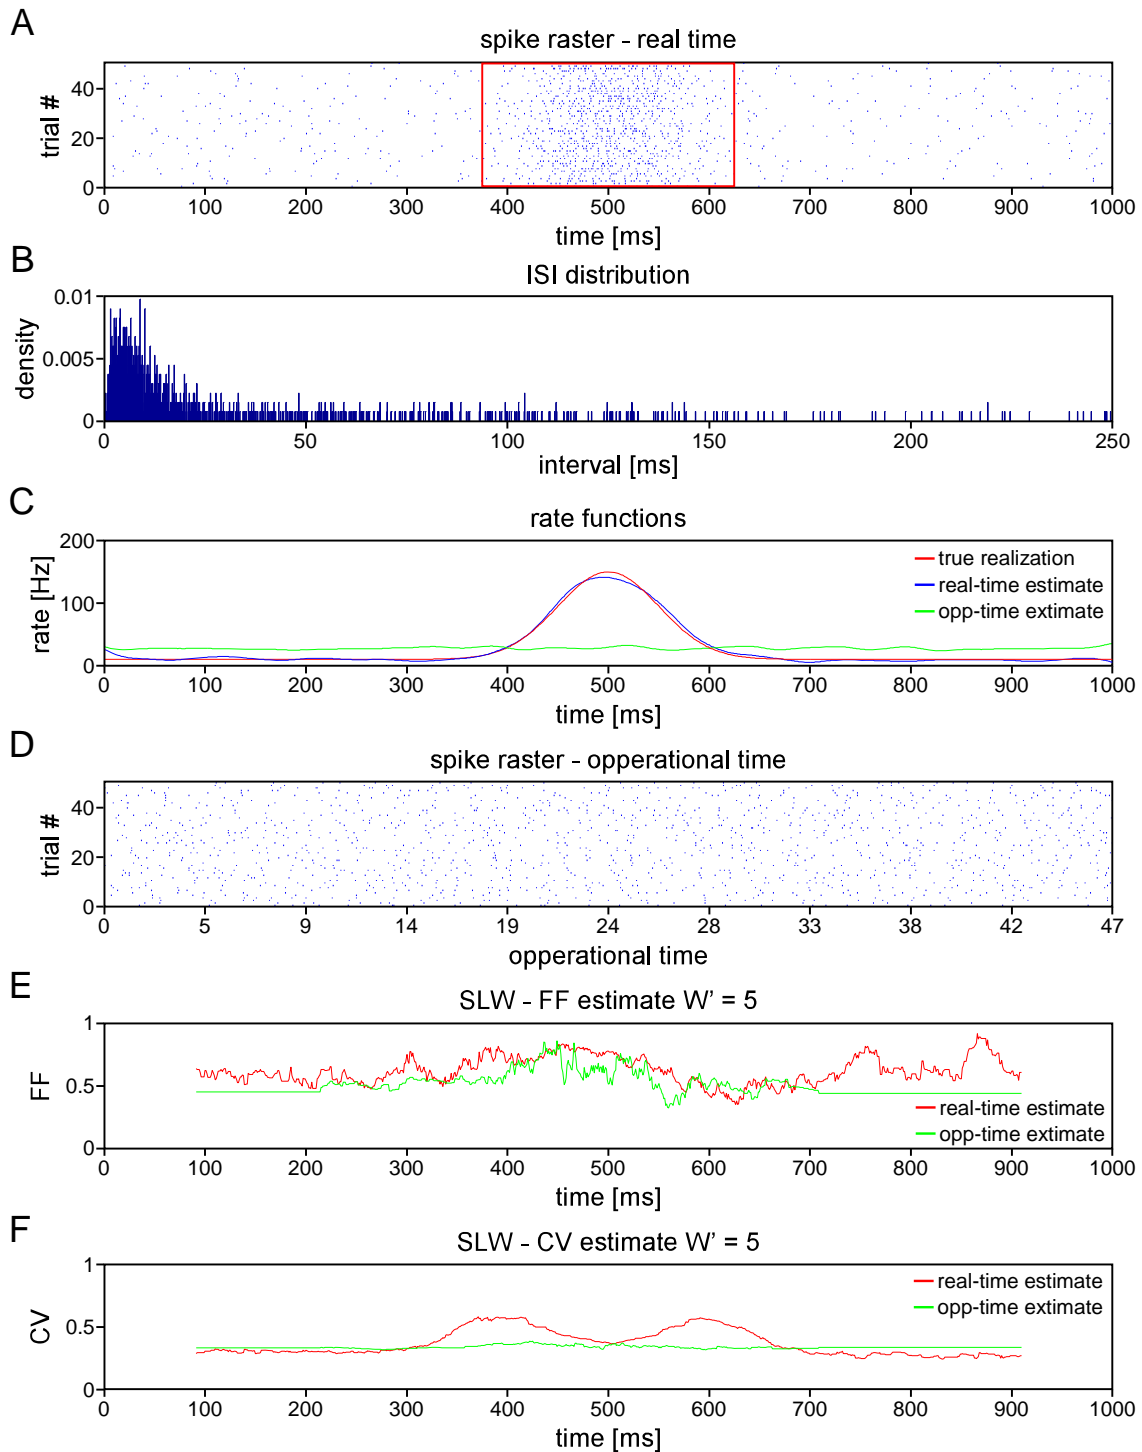 A
spike raster - real time
40
20
0
trial #
0 100 200 300 400 500 600 700 800 900 1000
time [ms]
B
ISI distribution
0.01
0.005
0
density
0 50 100 150 200 250
interval [ms]
C
rate functions
200
100
0
rate [Hz]
true realization
real-time estimate
opp-time extimate
0 100 200 300 400 500 600 700 800 900 1000
time [ms]
D
spike raster - opperational time
40
20
0
trial #
0 5 9 14 19 24 28 33 38 42 47
opperational time
E
SLW - FF estimate W' = 5
1
0.5
0
FF
real-time estimate
opp-time extimate
0 100 200 300 400 500 600 700 800 900 1000
time [ms]
F
SLW - CV estimate W' = 5
1
0.5
0
CV
real-time estimate
opp-time extimate
0 100 200 300 400 500 600 700 800 900 1000
time [ms]